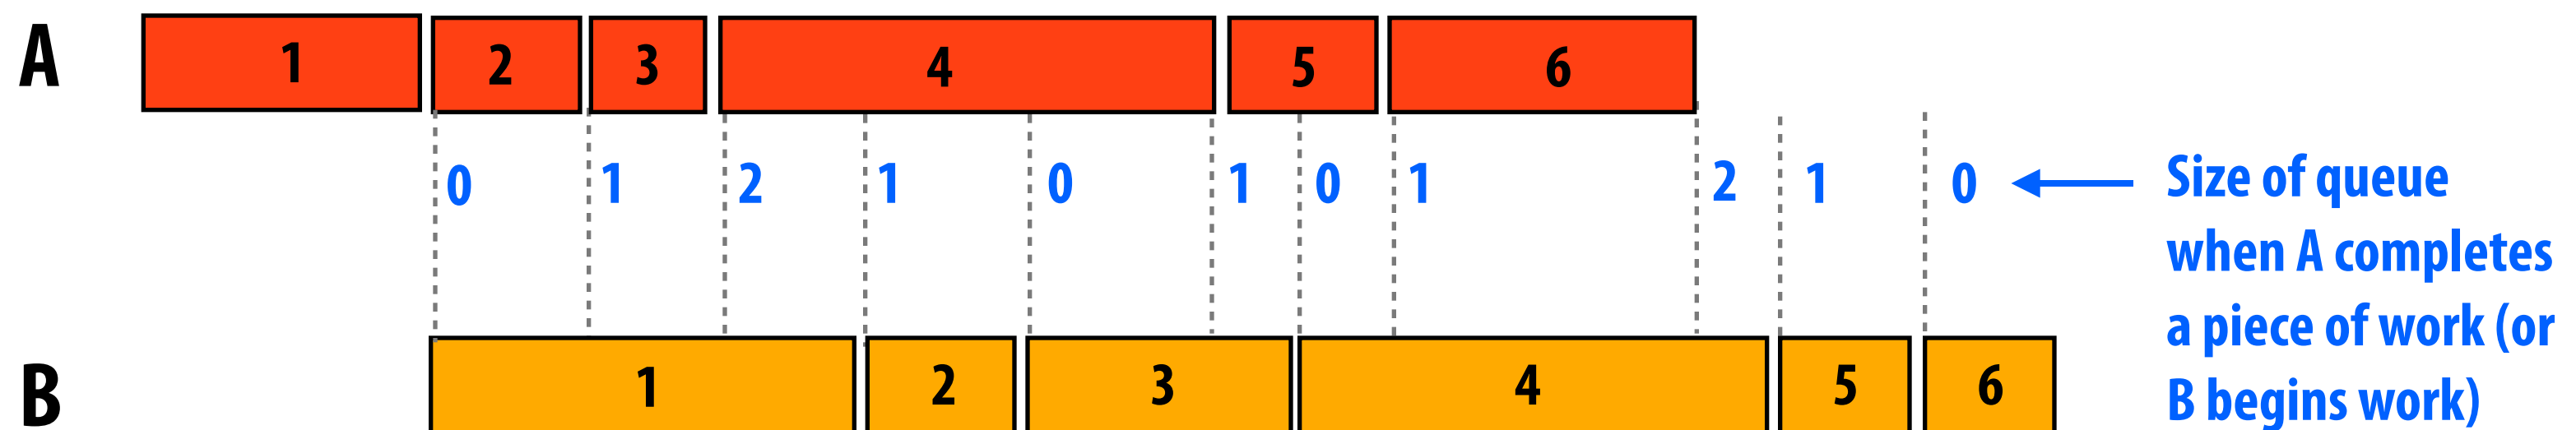 A 1 2 3 4 5 6
0 1 2 1 0 1 0 1 2 1 0
Size of queue
when A completes
a piece of work (or
B begins work)
B 1 2 3 4 5 6